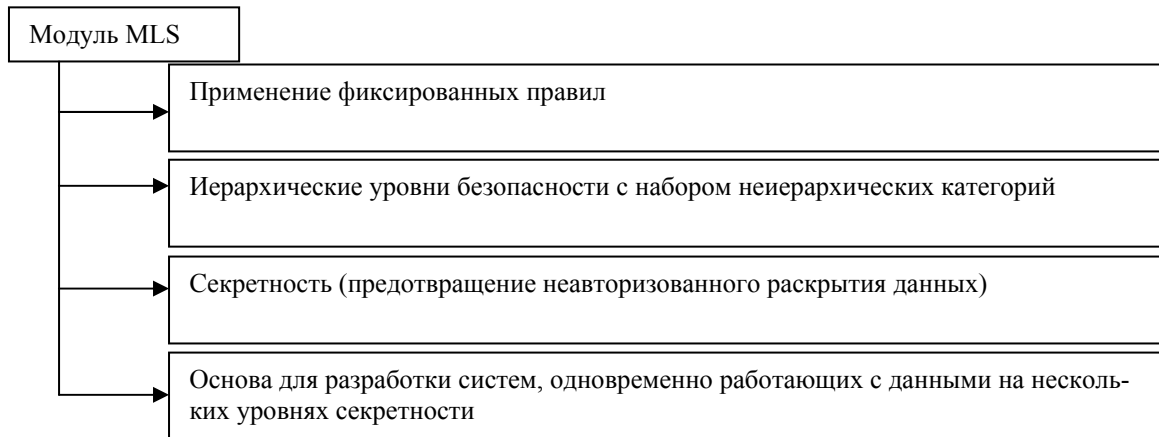 Модуль MLS
Применение фиксированных правил
Иерархические уровни безопасности с набором неиерархических категорий
Секретность (предотвращение неавторизованного раскрытия данных)
Основа для разработки систем, одновременно работающих с данными на несколь-
ких уровнях секретности